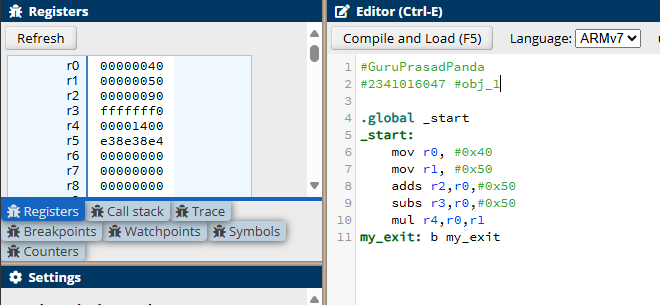 Registers
Refresh
r0 00000040
r1 00000050
r2 00000090
r3 fffffff0
r4 00001400
r5 e38e38e4
r6 00000000
r7 00000000
r8 00000000
Registers Call stack Trace
Breakpoints Watchpoints Symbols
Counters
Settings
Editor (Ctrl-E)
Compile and Load (F5) Language: ARMv7
1 #GuruPrasadPanda
2 #2341016047 #obj_1
3
4 .global _start
5 _start:
6 mov r0, #0x40
7 mov r1, #0x50
8 adds r2,r0,#0x50
9 subs r3,r0,#0x50
10 mul r4,r0,r1
11 my_exit: b my_exit